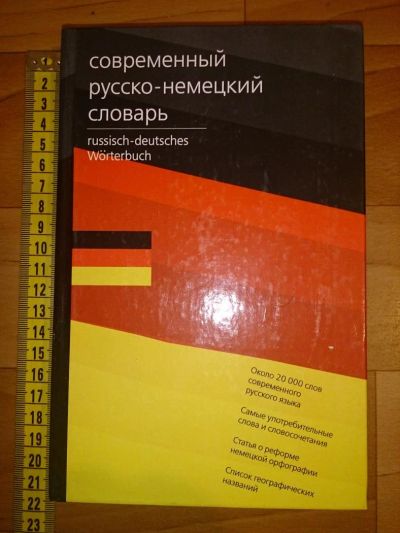 современный
русско-немецкий
словарь
russisch-deutsches
Wörterbuch
Около 20 000 слов
современного
русского языка
Самые употребительные
слова и словосочетания
Статья о реформе
немецкой орфографии
Список географических
названий
2
3
4
5
6
7
8
9
10
11
12
13
14
15
16
17
18
19
20
21
22
23